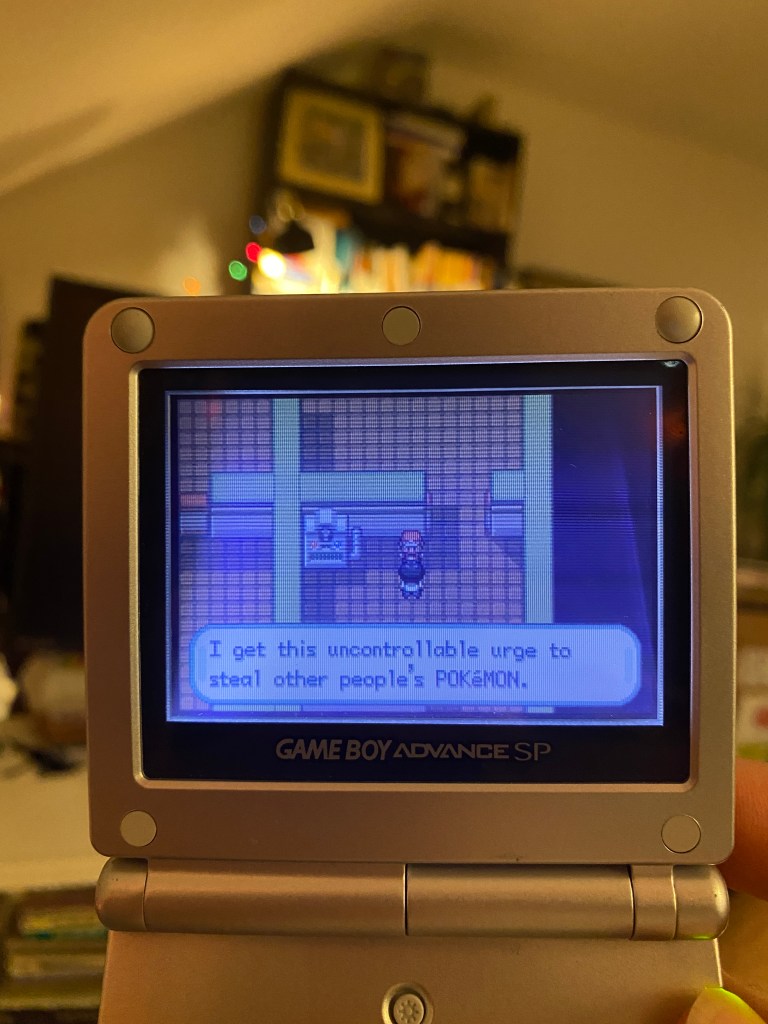 I get this uncontrollable urge to
steal other people's POKéMON.
GAME BOY ADVANCE SP